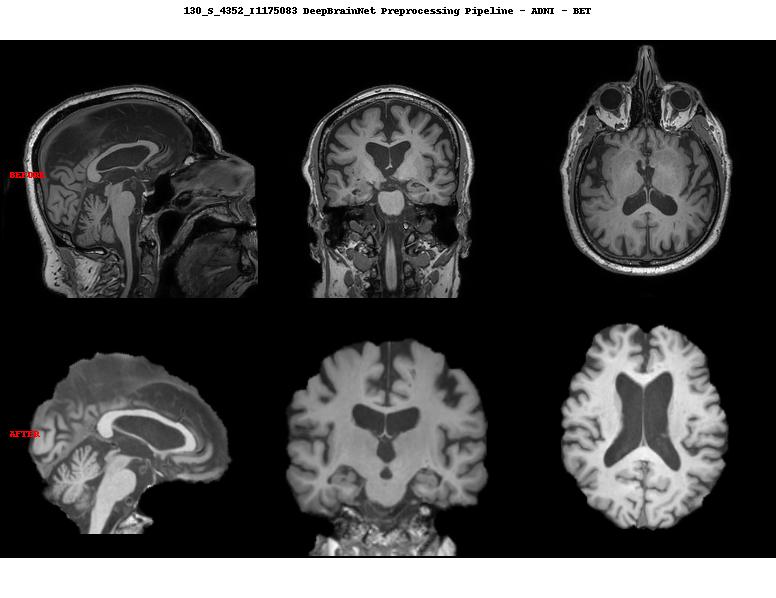 130_S_4352_I1175083 DeepBrainNet Preprocessing Pipeline - ADNI - BET
BEFORE
AFTER